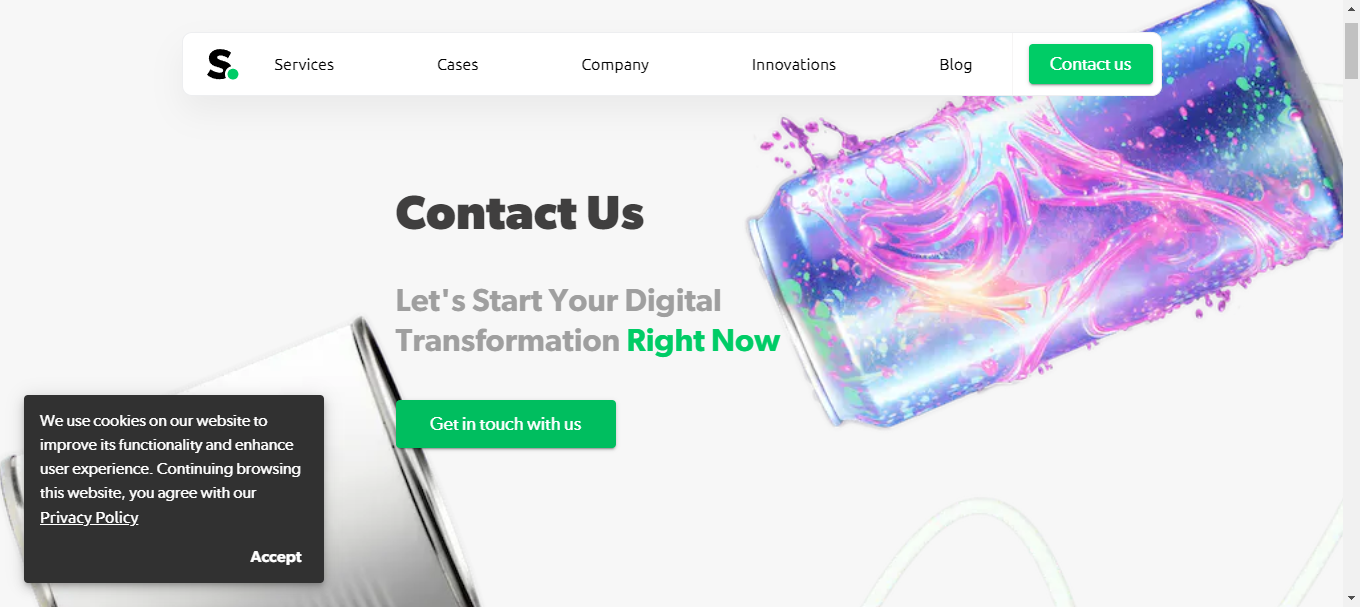 S.
Services
Cases
Company
Innovations
Blog
Contact us
Contact Us
Let's Start Your Digital
Transformation Right Now
Get in touch with us
We use cookies on our website to
improve its functionality and enhance
user experience. Continuing browsing
this website, you agree with our
Privacy Policy
Accept